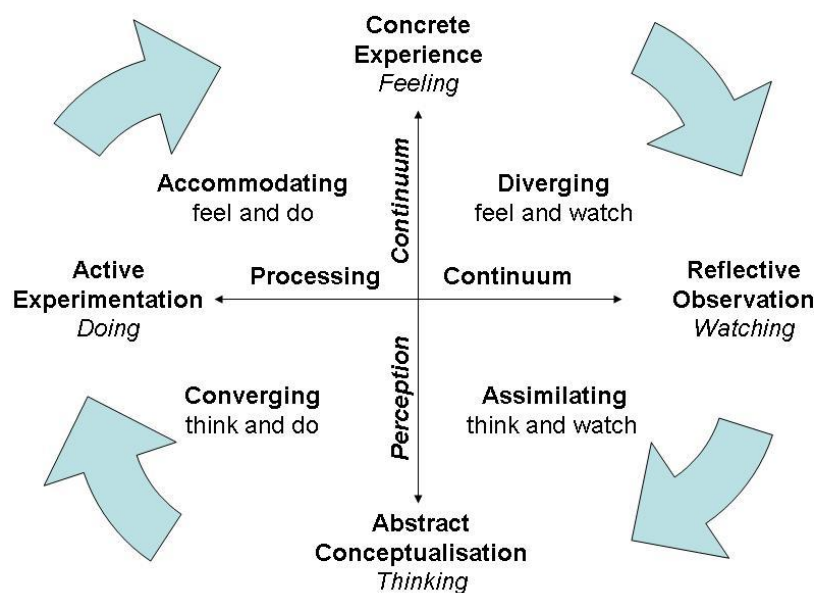 Concrete
Experience
Feeling
Accommodating
feel and do
Diverging
feel and watch
Continuum
Active
Experimentation
Doing
Processing
Continuum
Reflective
Observation
Watching
Converging
think and do
Perception
Assimilating
think and watch
Abstract
Conceptualisation
Thinking